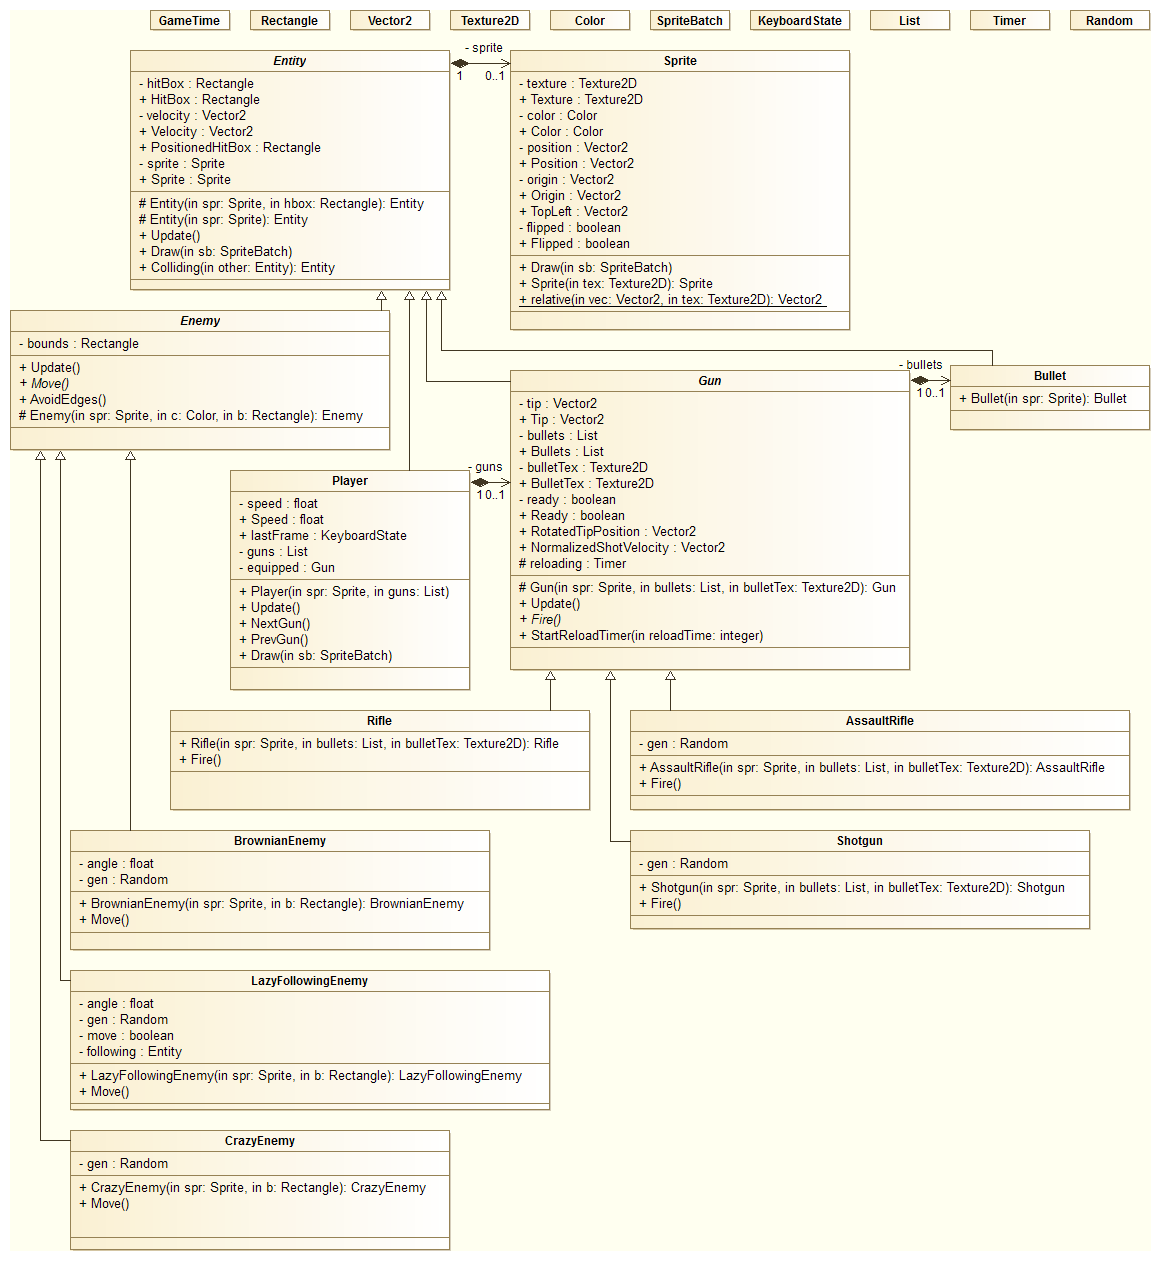 GameTime Rectangle Vector2 Texture2D Color SpriteBatch KeyboardState List Timer Random
Entity
- hitBox : Rectangle
+ HitBox : Rectangle
- velocity : Vector2
+ Velocity : Vector2
+ PositionedHitBox : Rectangle
- sprite : Sprite
+ Sprite : Sprite
# Entity(in spr: Sprite, in hbox: Rectangle): Entity
# Entity(in spr: Sprite): Entity
+ Update()
+ Draw(in sb: SpriteBatch)
+ Colliding(in other: Entity): Entity
- sprite
1 0..1
Sprite
- texture : Texture2D
+ Texture : Texture2D
- color : Color
+ Color : Color
- position : Vector2
+ Position : Vector2
- origin : Vector2
+ Origin : Vector2
+ TopLeft : Vector2
- flipped : boolean
+ Flipped : boolean
+ Draw(in sb: SpriteBatch)
+ Sprite(in tex: Texture2D): Sprite
+ relative(in vec: Vector2, in tex: Texture2D): Vector2
Enemy
- bounds : Rectangle
+ Update()
+ Move()
+ AvoidEdges()
# Enemy(in spr: Sprite, in c: Color, in b: Rectangle): Enemy
Gun
- tip : Vector2
+ Tip : Vector2
- bullets : List
+ Bullets : List
- bulletTex : Texture2D
+ BulletTex : Texture2D
- ready : boolean
+ Ready : boolean
+ RotatedTipPosition : Vector2
+ NormalizedShotVelocity : Vector2
# reloading : Timer
# Gun(in spr: Sprite, in bullets: List, in bulletTex: Texture2D): Gun
+ Update()
+ Fire()
+ StartReloadTimer(in reloadTime: integer)
- bullets
1 0..1
Bullet
+ Bullet(in spr: Sprite): Bullet
Player
- speed : float
+ Speed : float
+ lastFrame : KeyboardState
- guns : List
- equipped : Gun
+ Player(in spr: Sprite, in guns: List)
+ Update()
+ NextGun()
+ PrevGun()
+ Draw(in sb: SpriteBatch)
- guns
1 0..1
Rifle
+ Rifle(in spr: Sprite, in bullets: List, in bulletTex: Texture2D): Rifle
+ Fire()
AssaultRifle
- gen : Random
+ AssaultRifle(in spr: Sprite, in bullets: List, in bulletTex: Texture2D): AssaultRifle
+ Fire()
BrownianEnemy
- angle : float
- gen : Random
+ BrownianEnemy(in spr: Sprite, in b: Rectangle): BrownianEnemy
+ Move()
Shotgun
- gen : Random
+ Shotgun(in spr: Sprite, in bullets: List, in bulletTex: Texture2D): Shotgun
+ Fire()
LazyFollowingEnemy
- angle : float
- gen : Random
- move : boolean
- following : Entity
+ LazyFollowingEnemy(in spr: Sprite, in b: Rectangle): LazyFollowingEnemy
+ Move()
CrazyEnemy
- gen : Random
+ CrazyEnemy(in spr: Sprite, in b: Rectangle): CrazyEnemy
+ Move()